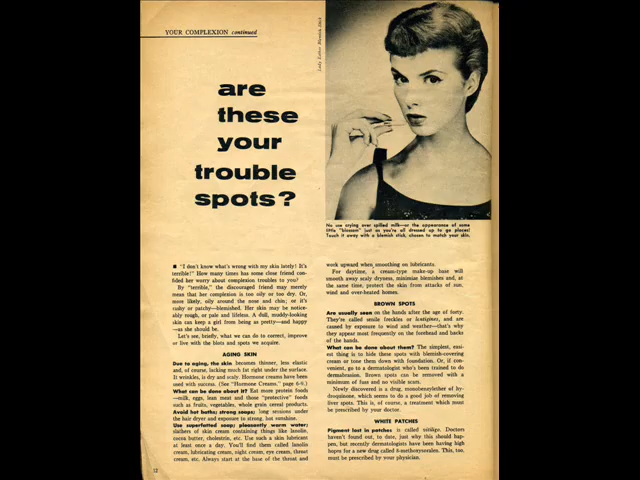 YOUR COMPLEXION continued
are
these
your
trouble
spots?
No use crying over spilled milk—or the appearance of some
little "blossom" just as you're all dressed up to go places!
Touch it away with a blemish stick, chosen to match your skin.
■ "I don't know what's wrong with my skin lately! It's
terrible!" How many times has some close friend con-
fided her worry about complexion troubles to you?
By "terrible," the discouraged friend may merely
mean that her complexion is too oily or too dry. Or,
more likely, oily around the nose and chin; or it's
cusky or patchy—blemished. Her skin may be notice-
ably rough, or pale and lifeless. A dull, muddy-looking
skin can keep a girl from being as pretty—and happy
—as she should be.
Let's see, briefly, what we can do to correct, improve
or live with the blots and spots we acquire.
AGING SKIN
Due to aging, the skin becomes thinner, less elastic
and, of course, lacking much fat right under the surface.
It wrinkles, is dry and scaly. Hormone creams have been
used with success. (See "Hormone Creams," page 6-9.)
What can be done about it? Eat more protein foods
—milk, eggs, lean meat and those "protective" foods
such as fruits, vegetables, whole grain cereal products.
Avoid hot baths; strong soaps; long sessions under
the hair dryer and exposure to strong, hot sunshine.
Use superfatted soap; pleasantly warm water;
slathers of skin cream containing things like lanolin,
cocoa butter, cholestrin, etc. Use such a skin lubricant
at least once a day. You'll find them called lanolin
cream, lubricating cream, night cream, eye cream, throat
cream, etc. Always start at the base of the throat and
12
work upward when smoothing on lubricants.
For daytime, a cream-type make-up base will
smooth away scaly dryness, minimize blemishes and, at
the same time, protect the skin from attacks of sun,
wind and over-heated homes.
BROWN SPOTS
Are usually seen on the hands after the age of forty.
They're called senile freckles or lentigines, and are
caused by exposure to wind and weather—that's why
they appear most frequently on the forehead and backs
of the hands.
What can be done about them? The simplest, easi-
est thing is to hide these spots with blemish-covering
cream or tone them down with foundation. Or, if con-
venient, go to a dermatologist who's been trained to do
dermabrasion. Brown spots can be removed with a
minimum of fuss and no visible scars.
Newly discovered is a drug, monobenzylether of hy-
droquinone, which seems to do a good job of removing
liver spots. This is, of course, a treatment which must
be prescribed by your doctor.
WHITE PATCHES
Pigment lost in patches is called vitiligo. Doctors
haven't found out, to date, just why this should hap-
pen, but recently dermatologists have been having high
hopes for a new drug called 8-methoxysoralen. This, too,
must be prescribed by your physician.